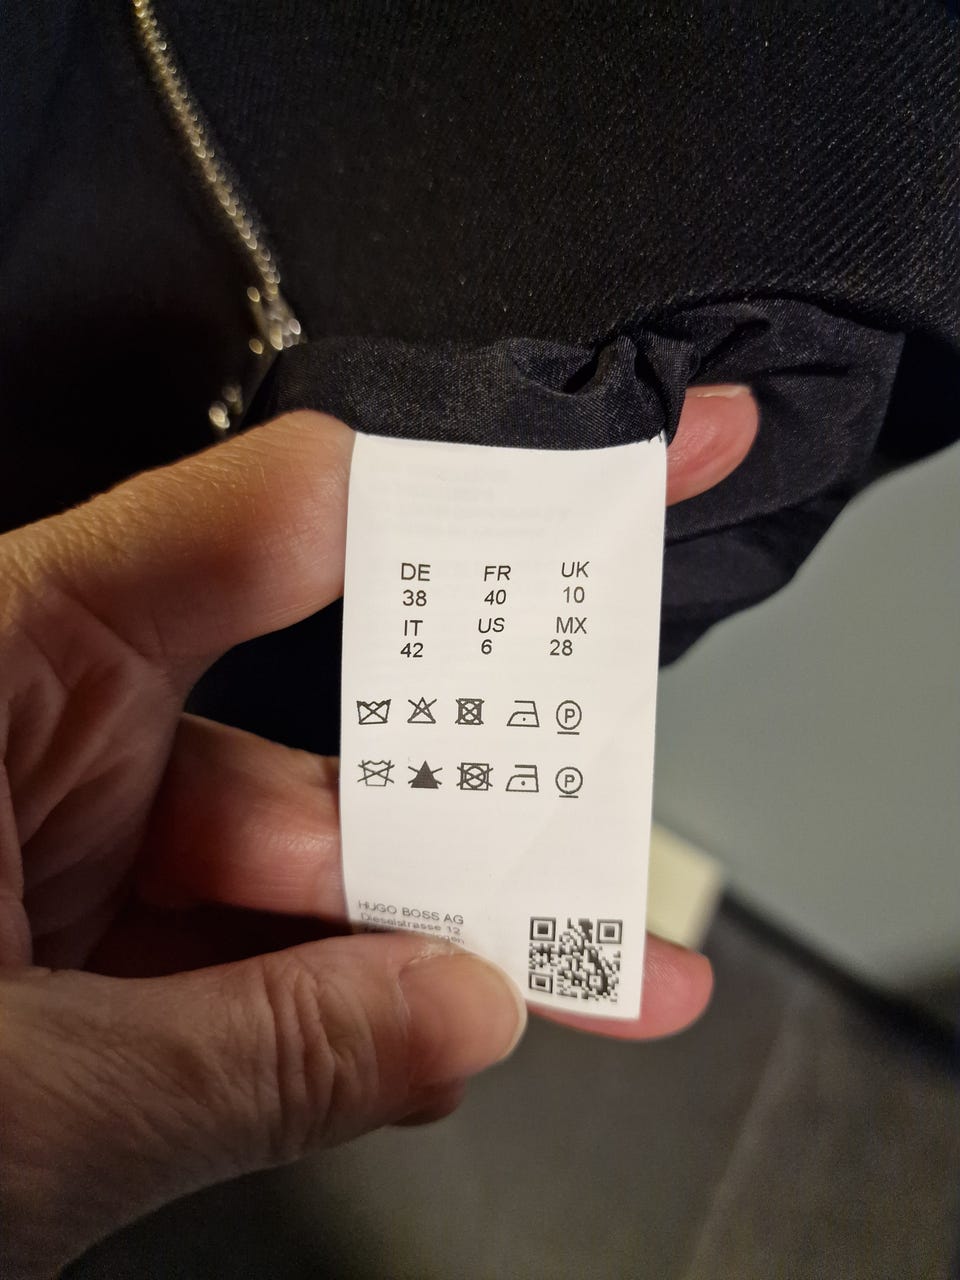 DE FR UK
38 40 10
IT US MX
42 6 28
P
P
HUGO BOSS AG
Dieselstrasse 12